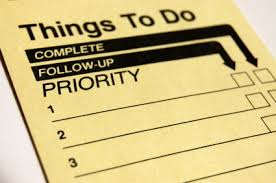 Things To Do
COMPLETE
FOLLOW-UP
PRIORITY
1
2
3